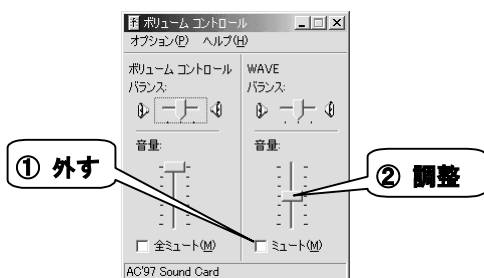 ボリューム コントロール
オプション(P) ヘルプ(H)
ボリューム コントロール WAVE
バランス: バランス:
音量: 音量:
① 外す
② 調整
全ミュート(M) ミュート(M)
AC'97 Sound Card